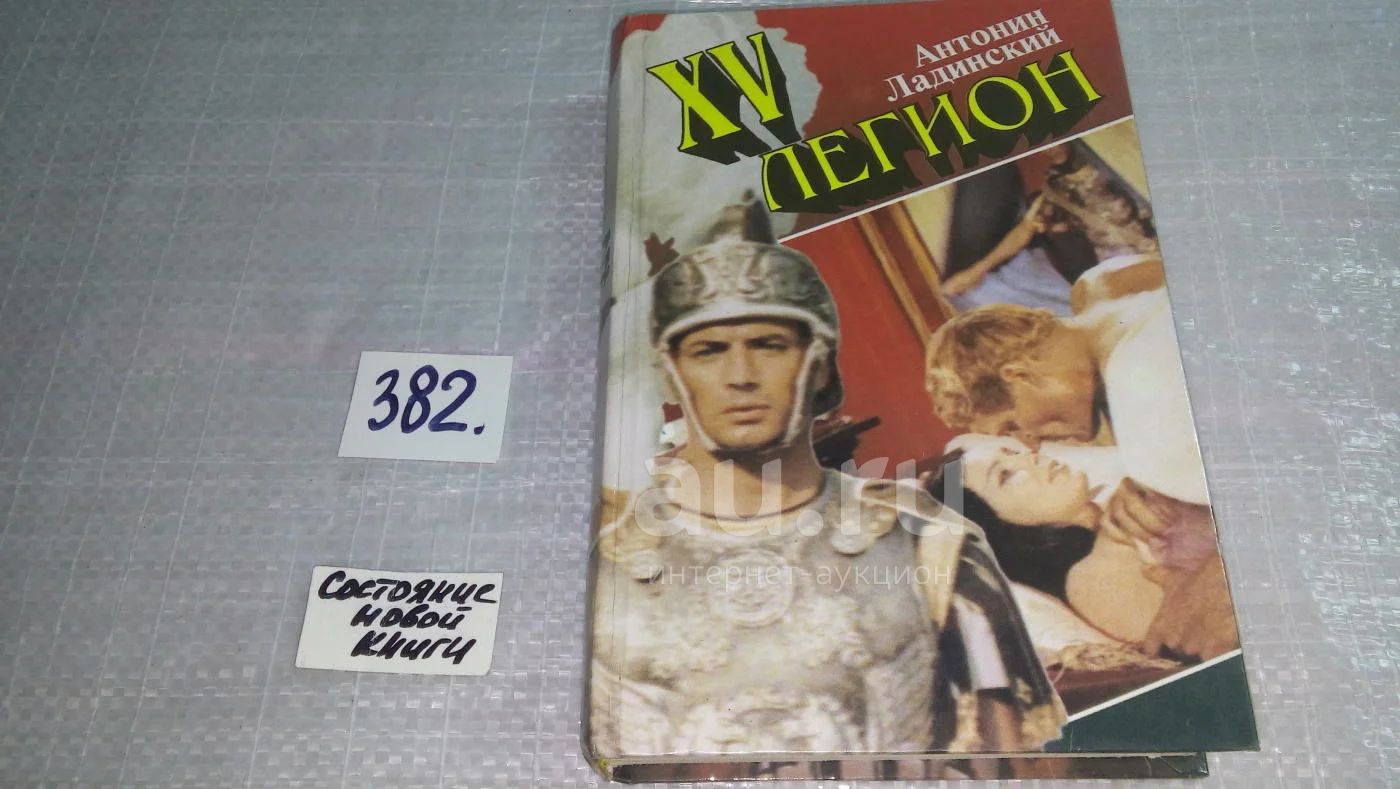 Антонин
Ладинский
XV
ЛЕГИОН
382.
Состояние
новой
книги
au.ru
интернет-аукцион